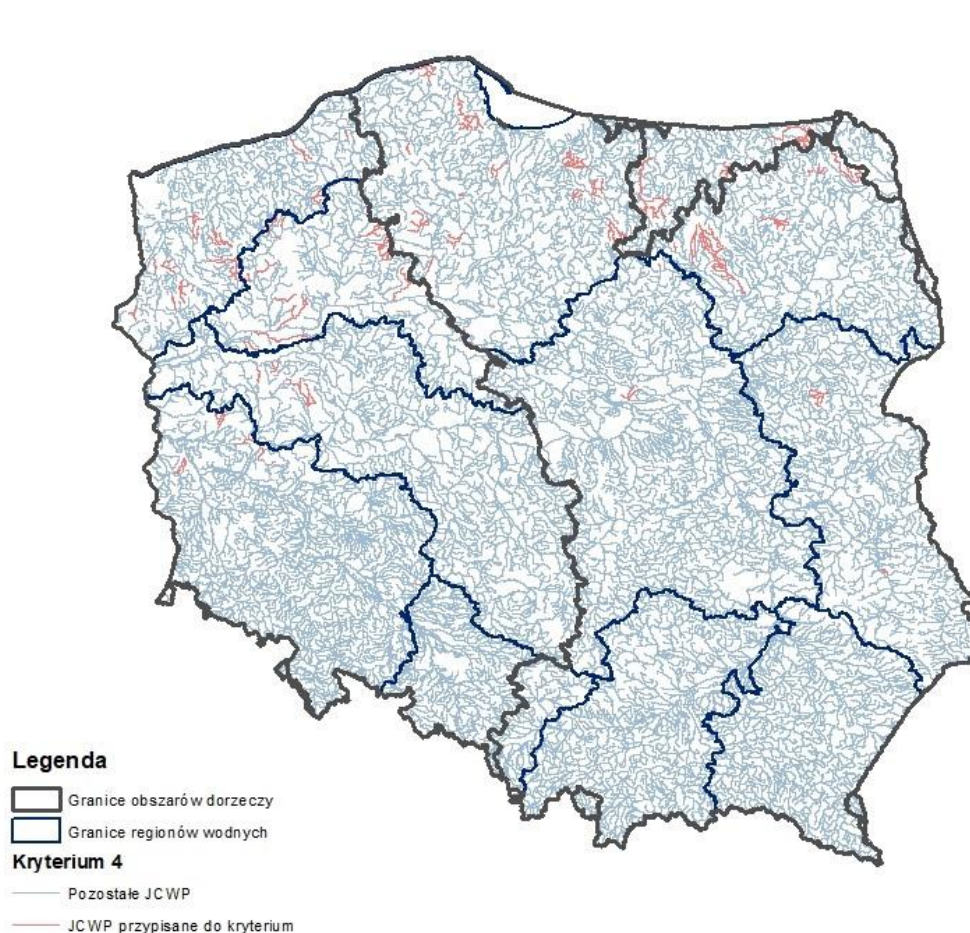 Legenda
Granice obszarów dorzeczy
Granice regionów wodnych
Kryterium 4
Pozostałe JCWP
JCWP przypisane do kryterium